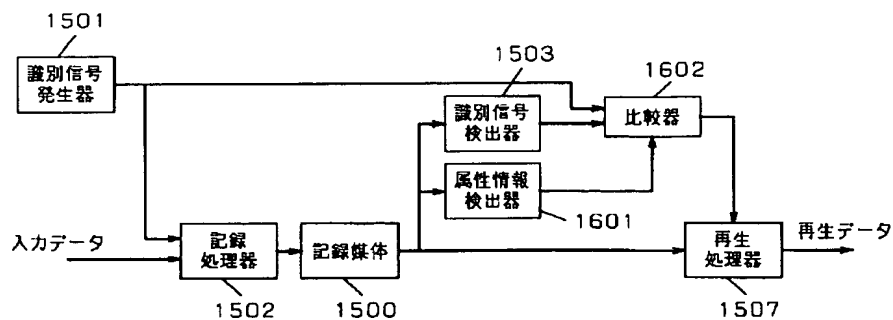 1501
識別信号
発生器
1503
識別信号
検出器
1602
比較器
属性情報
検出器
1601
入力データ
記録
処理器
1502
記録媒体
1500
再生
処理器
1507
再生データ